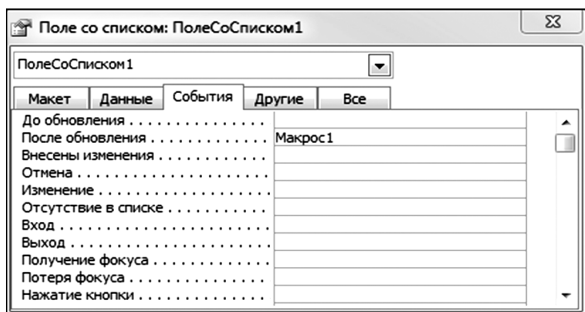 Поле со списком: ПолеСоСписком1
ПолеСоСписком1
Макет Данные События Другие Все
До обновления . . . . . . . . . . . . . . .
После обновления . . . . . . . . . . . . . Макрос1
Внесены изменения . . . . . . . . . . . .
Отмена . . . . . . . . . . . . . . . . . . . . . .
Изменение . . . . . . . . . . . . . . . . . . .
Отсутствие в списке . . . . . . . . . . .
Вход . . . . . . . . . . . . . . . . . . . . . . . .
Выход . . . . . . . . . . . . . . . . . . . . . . .
Получение фокуса . . . . . . . . . . . . .
Потеря фокуса . . . . . . . . . . . . . . .
Нажатие кнопки . . . . . . . . . . . . . .